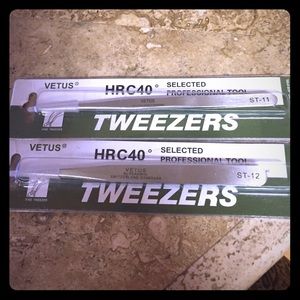 VETUS® HRC40° SELECTED
PROFESSIONAL TOOL
VETUS
ST-11
TWEEZERS
VETUS® HRC40° SELECTED
PROFESSIONAL TOOL
VETUS
ST-12
TWEEZERS